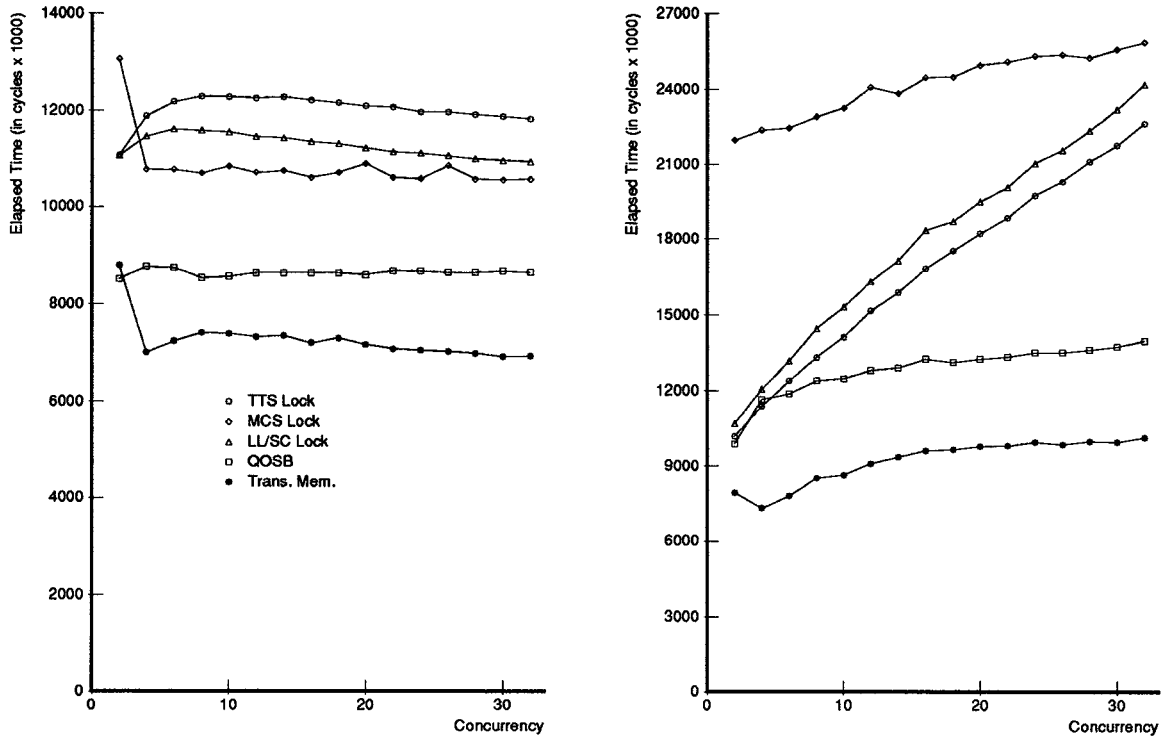 Elapsed Time (in cycles x 1000)
14000
12000
10000
8000
6000
4000
2000
0
TTS Lock
MCS Lock
LL/SC Lock
QOSB
Trans. Mem.
0
10
20
30
Concurrency
Elapsed Time (in cycles x 1000)
27000
24000
21000
18000
15000
12000
9000
6000
3000
0
0
10
20
30
Concurrency